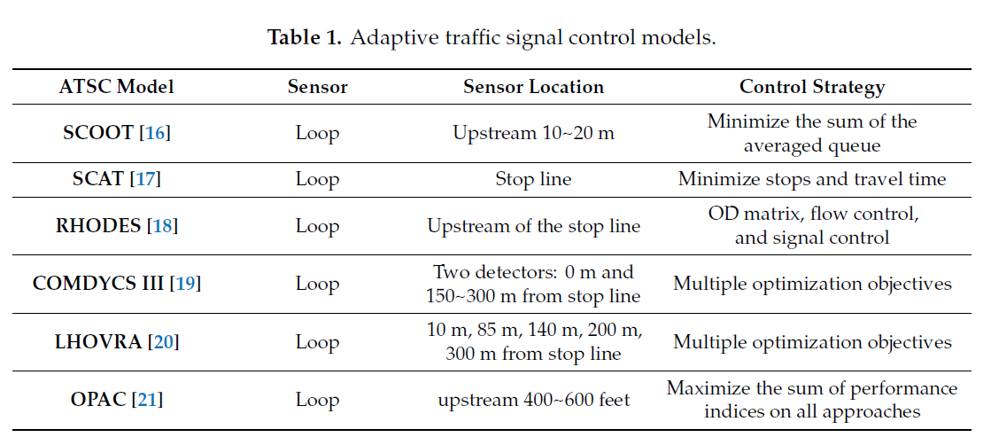 Table 1. Adaptive traffic signal control models.
ATSC Model Sensor Sensor Location Control Strategy
SCOOT [16] Loop Upstream 10~20 m Minimize the sum of the
averaged queue
SCAT [17] Loop Stop line Minimize stops and travel time
RHODES [18] Loop Upstream of the stop line OD matrix, flow control,
and signal control
COMDYCS III [19] Loop Two detectors: 0 m and
150~300 m from stop line Multiple optimization objectives
LHOVRA [20] Loop 10 m, 85 m, 140 m, 200 m,
300 m from stop line Multiple optimization objectives
OPAC [21] Loop upstream 400~600 feet Maximize the sum of performance
indices on all approaches